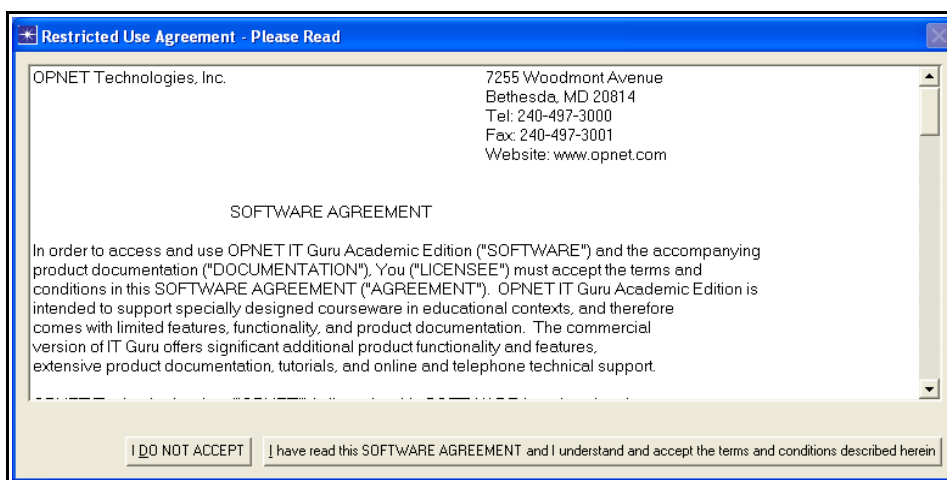 Restricted Use Agreement - Please Read
OPNET Technologies, Inc.
7255 Woodmont Avenue
Bethesda, MD 20814
Tel: 240-497-3000
Fax: 240-497-3001
Website: www.opnet.com
SOFTWARE AGREEMENT
In order to access and use OPNET IT Guru Academic Edition ("SOFTWARE") and the accompanying
product documentation ("DOCUMENTATION"), You ("LICENSEE") must accept the terms and
conditions in this SOFTWARE AGREEMENT ("AGREEMENT").  OPNET IT Guru Academic Edition is
intended to support specially designed courseware in educational contexts, and therefore
comes with limited features, functionality, and product documentation.  The commercial
version of IT Guru offers significant additional product functionality and features,
extensive product documentation, tutorials, and online and telephone technical support.
I DO NOT ACCEPT
I have read this SOFTWARE AGREEMENT and I understand and accept the terms and conditions described herein